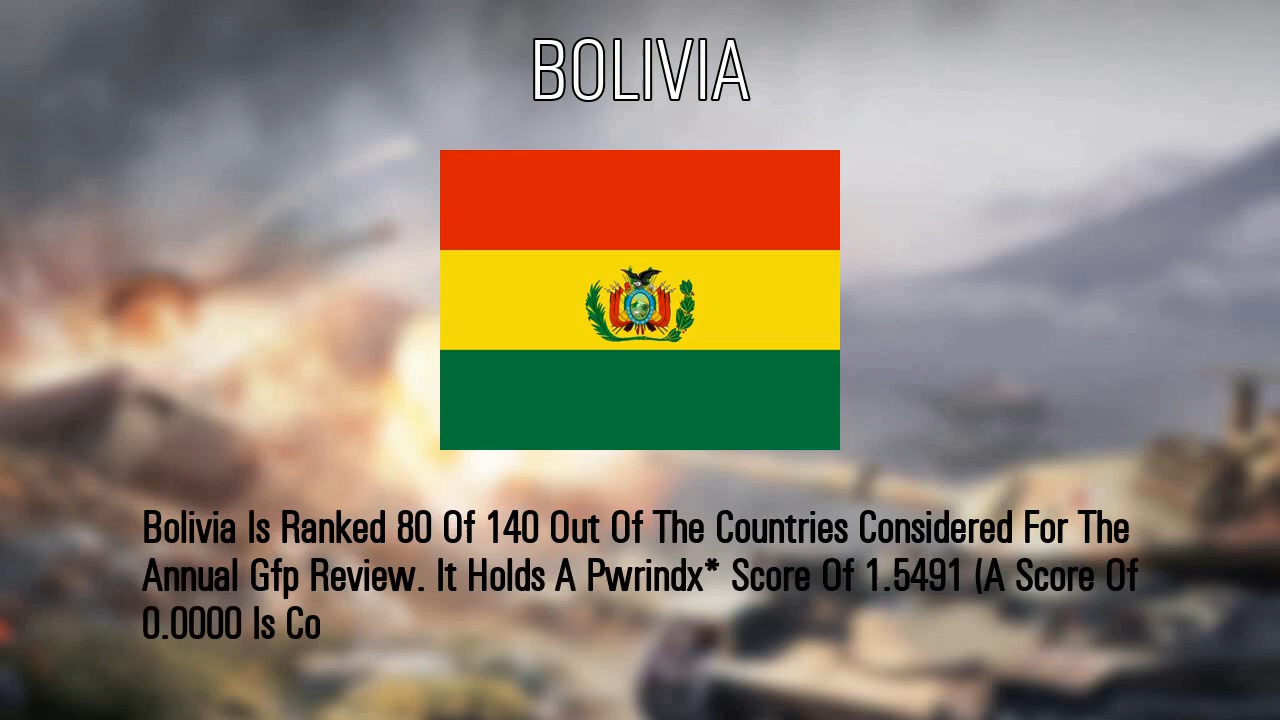 BOLIVIA
Bolivia Is Ranked 80 Of 140 Out Of The Countries Considered For The
Annual Gfp Review. It Holds A Pwrindx* Score Of 1.5491 (A Score Of
0.0000 Is Co